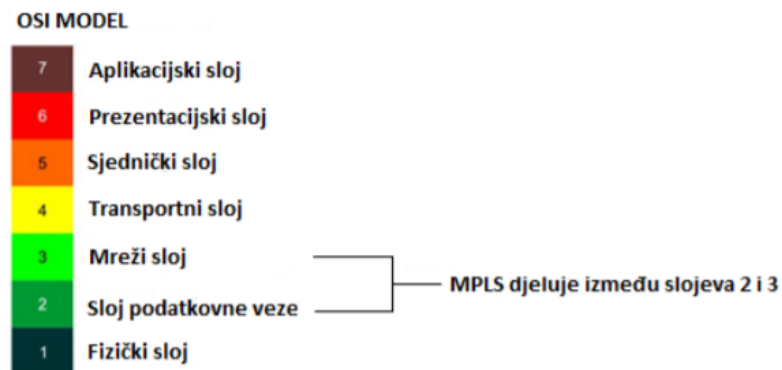 OSI MODEL
7 Aplikacijski sloj
6 Prezentacijski sloj
5 Sjednički sloj
4 Transportni sloj
3 Mreži sloj
MPLS djeluje između slojeva 2 i 3
2 Sloj podatkovne veze
1 Fizički sloj